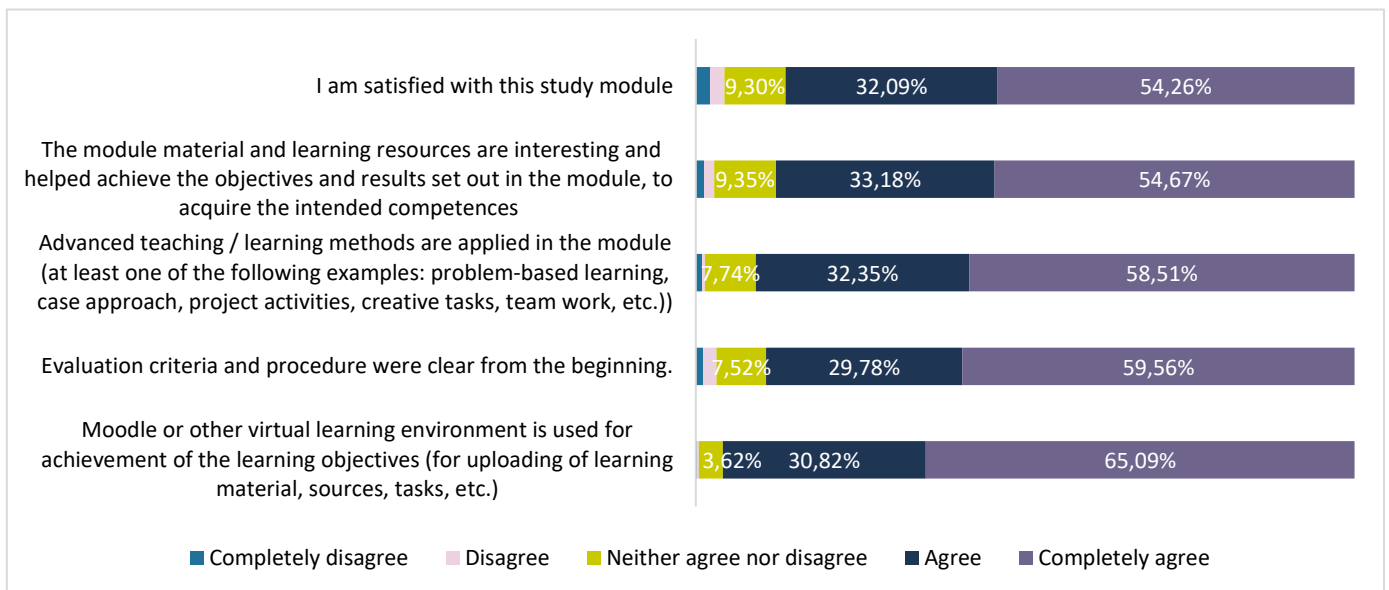 I am satisfied with this study module
9,30% 32,09% 54,26%
The module material and learning resources are interesting and
helped achieve the objectives and results set out in the module, to
acquire the intended competences
9,35% 33,18% 54,67%
Advanced teaching / learning methods are applied in the module
(at least one of the following examples: problem-based learning,
case approach, project activities, creative tasks, team work, etc.))
7,74% 32,35% 58,51%
Evaluation criteria and procedure were clear from the beginning.
7,52% 29,78% 59,56%
Moodle or other virtual learning environment is used for
achievement of the learning objectives (for uploading of learning
material, sources, tasks, etc.)
3,62% 30,82% 65,09%
Completely disagree Disagree Neither agree nor disagree Agree Completely agree